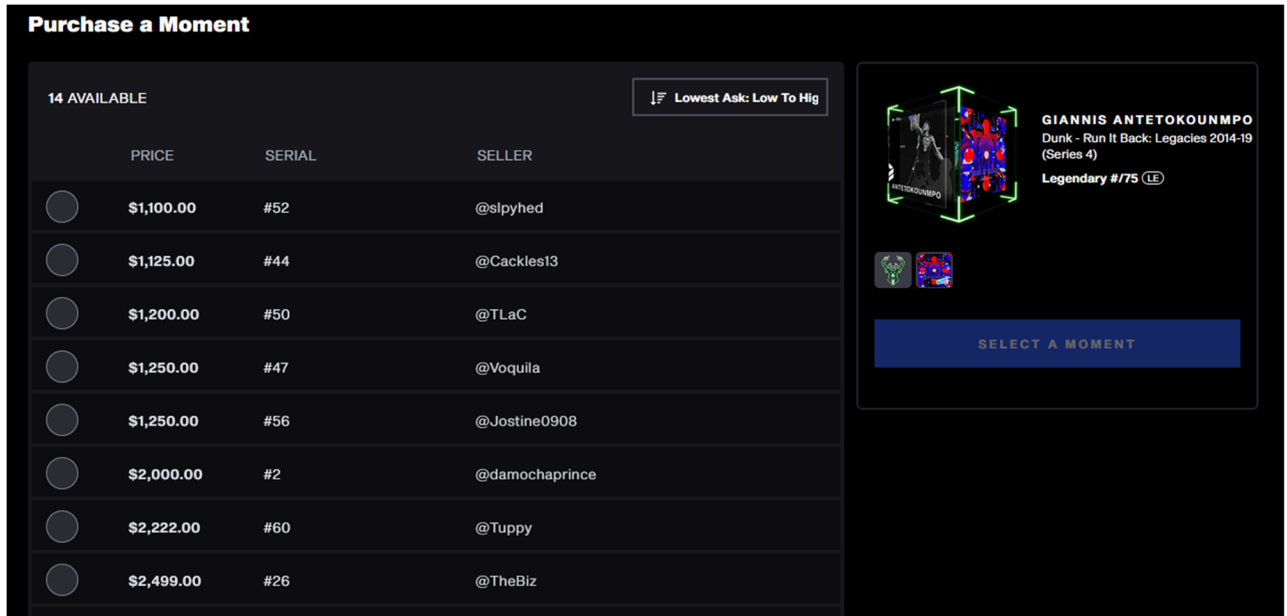 Purchase a Moment
14 AVAILABLE
Lowest Ask: Low To Hig
PRICE SERIAL SELLER
$1,100.00 #52 @slpyhed
$1,125.00 #44 @Cackles13
$1,200.00 #50 @TLaC
$1,250.00 #47 @Voquila
$1,250.00 #56 @Jostine0908
$2,000.00 #2 @damochaprince
$2,222.00 #60 @Tuppy
$2,499.00 #26 @TheBiz
ANTETOKOUNMPO
GIANNIS ANTETOKOUNMPO
Dunk - Run It Back: Legacies 2014-19
(Series 4)
Legendary #/75 LE
SELECT A MOMENT